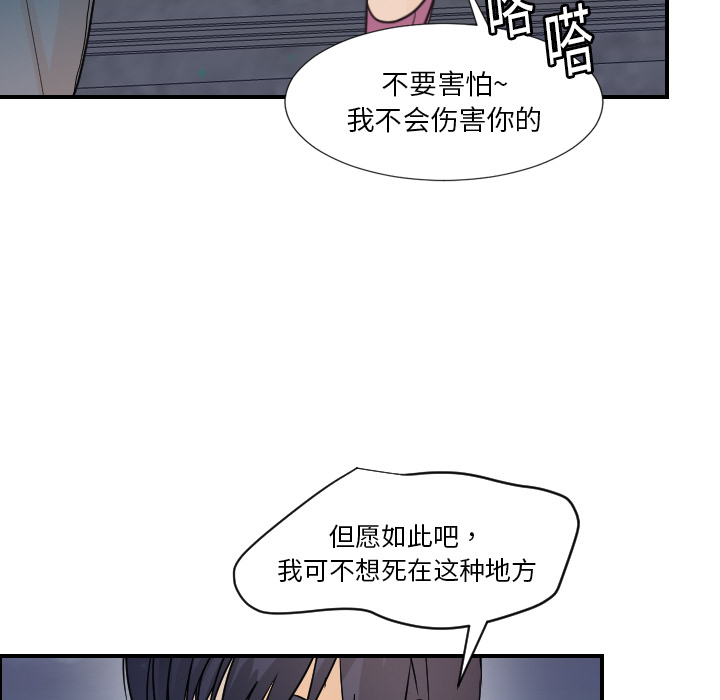 嗒 嗒
不要害怕~
我不会伤害你的
但愿如此吧，
我可不想死在这种地方